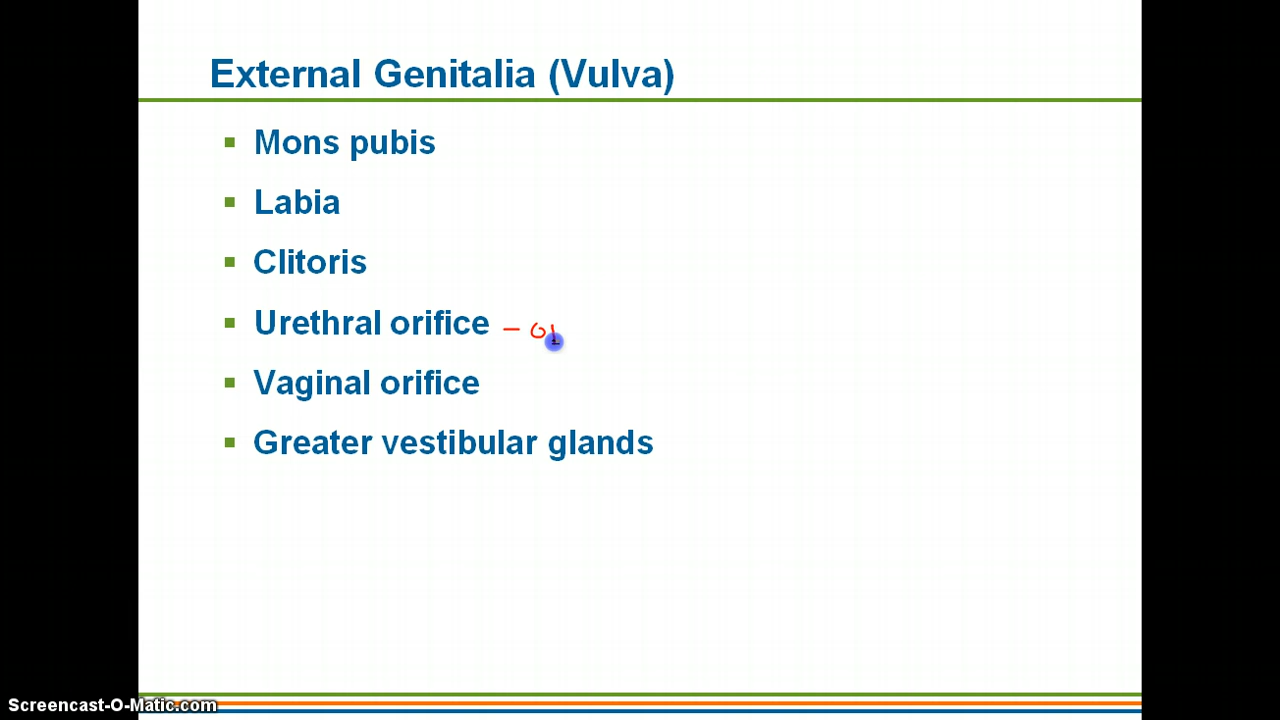 External Genitalia (Vulva)
Mons pubis
Labia
Clitoris
Urethral orifice –
Vaginal orifice
Greater vestibular glands
Screencast-O-Matic.com